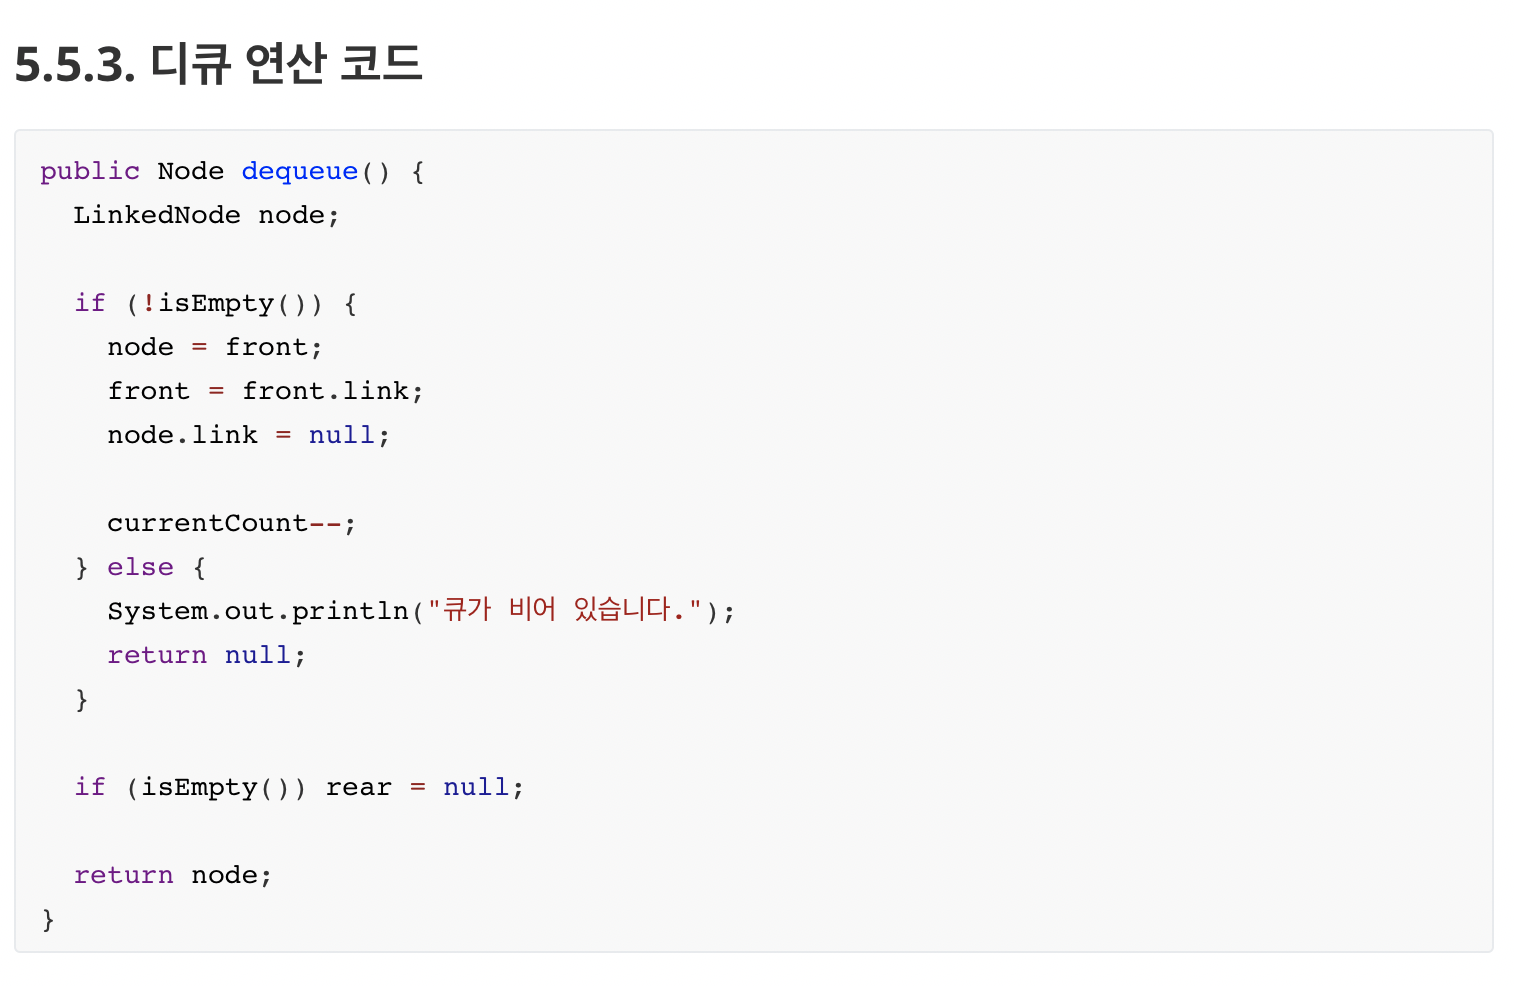 5.5.3. 디큐 연산 코드
public Node dequeue() {
  LinkedNode node;
  if (!isEmpty()) {
    node = front;
    front = front.link;
    node.link = null;
    currentCount--;
  } else {
    System.out.println("큐가 비어 있습니다.");
    return null;
  }
  if (isEmpty()) rear = null;
  return node;
}